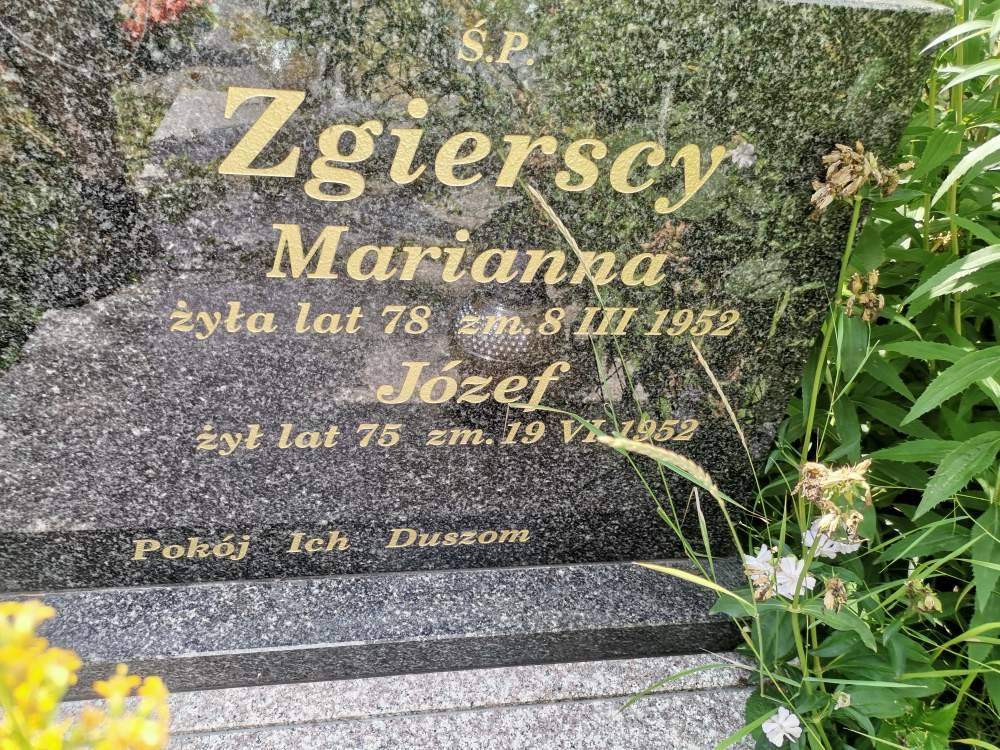 Ś.P.
Zgierscy
Marianna
żyła lat 78 zm. 8 III 1952
Józef
żył lat 75 zm. 19 VI 1952
Pokój Ich Duszom